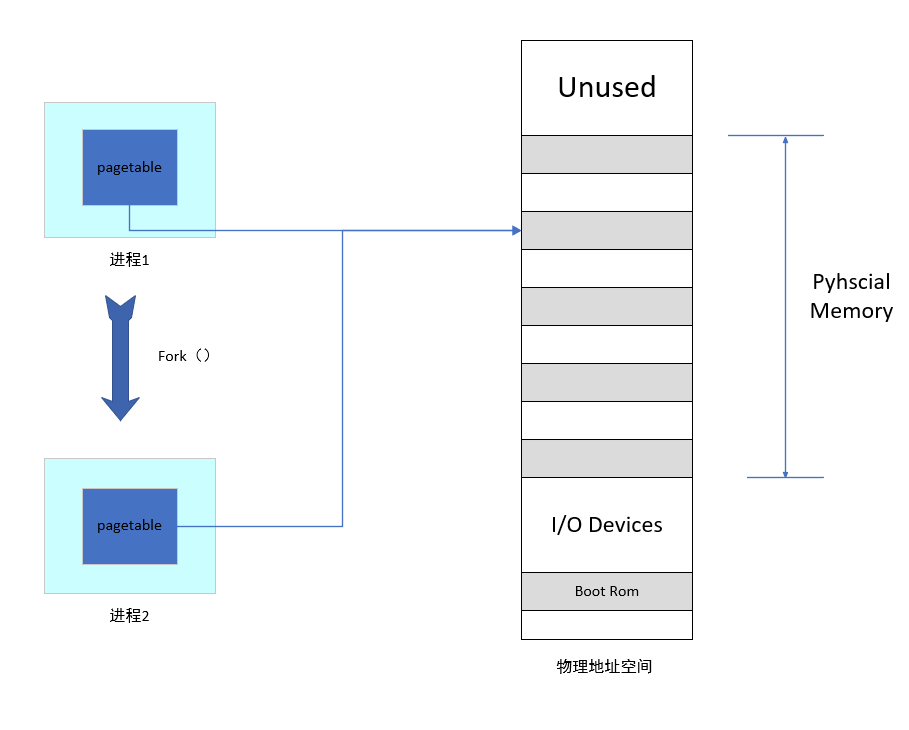 Unused
pagetable
进程1
Pyhscial
Memory
Fork（）
pagetable
I/O Devices
Boot Rom
进程2
物理地址空间